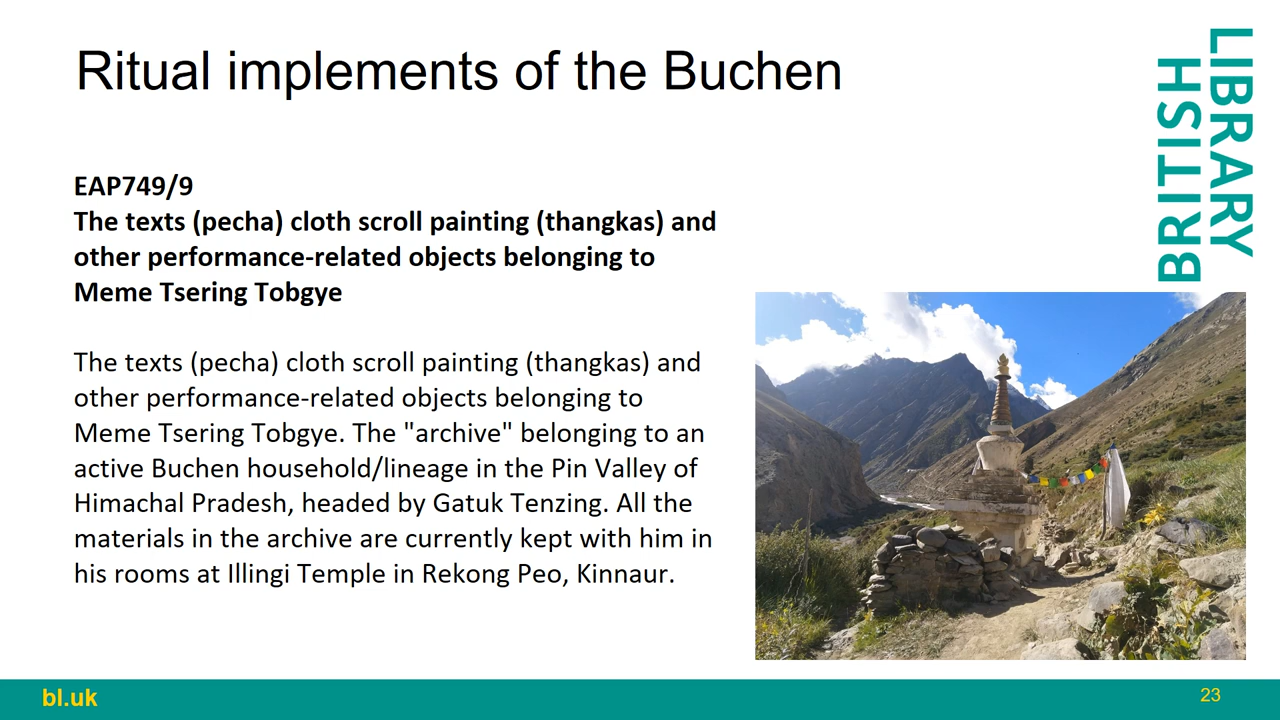 Ritual implements of the Buchen
BRITISH
LIBRARY
EAP749/9
The texts (pecha) cloth scroll painting (thangkas) and
other performance-related objects belonging to
Meme Tsering Tobgye
The texts (pecha) cloth scroll painting (thangkas) and
other performance-related objects belonging to
Meme Tsering Tobgye. The "archive" belonging to an
active Buchen household/lineage in the Pin Valley of
Himachal Pradesh, headed by Gatuk Tenzing. All the
materials in the archive are currently kept with him in
his rooms at Illingi Temple in Rekong Peo, Kinnaur.
bl.uk
23